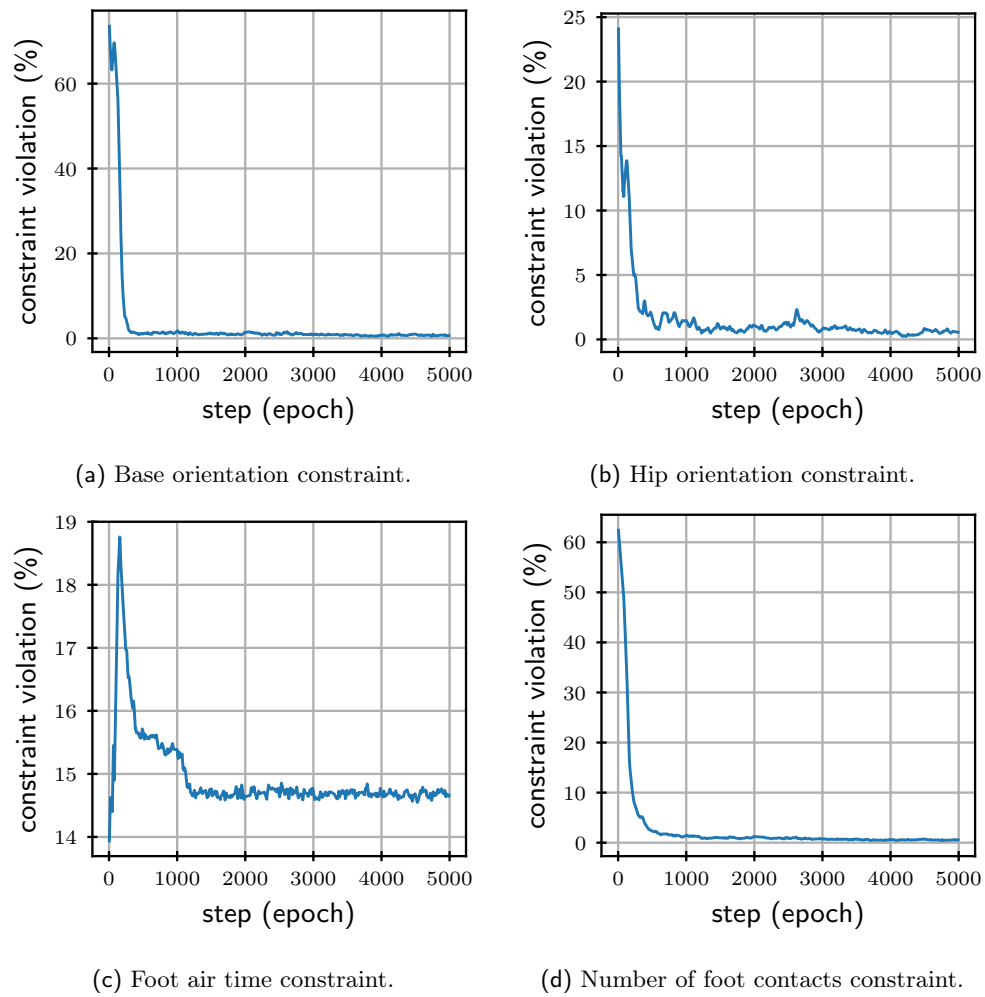 constraint violation (%)
60
40
20
0
0 1000 2000 3000 4000 5000
step (epoch)
(a) Base orientation constraint.
constraint violation (%)
25
20
15
10
5
0
0 1000 2000 3000 4000 5000
step (epoch)
(b) Hip orientation constraint.
constraint violation (%)
19
18
17
16
15
14
0 1000 2000 3000 4000 5000
step (epoch)
(c) Foot air time constraint.
constraint violation (%)
60
50
40
30
20
10
0
0 1000 2000 3000 4000 5000
step (epoch)
(d) Number of foot contacts constraint.